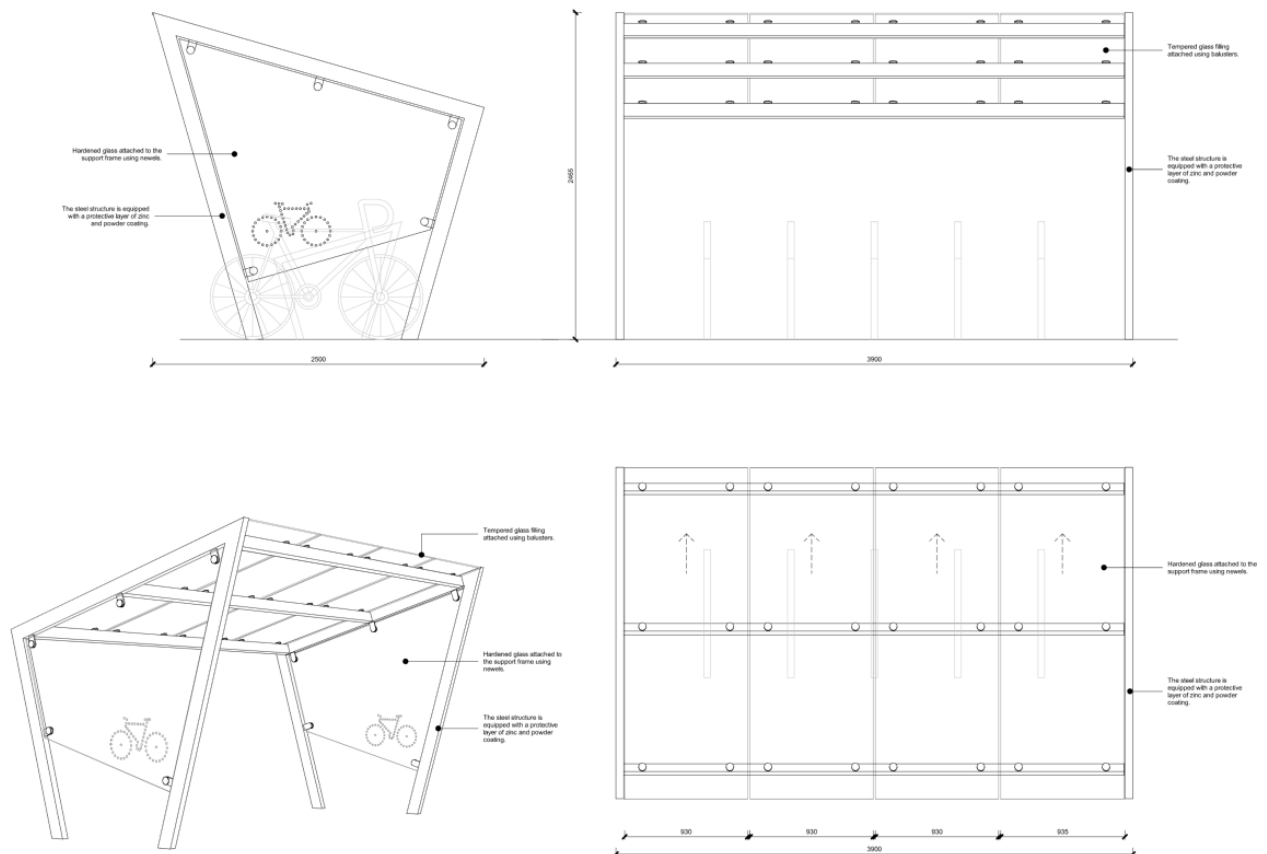 Hardened glass attached to the
support frame using newels.
The steel structure is equipped
with a protective layer of zinc
and powder coating.
2500
2465
Tempered glass filling
attached using balusters.
The steel structure is
equipped with a protective
layer of zinc and powder
coating.
3900
Tempered glass filling
attached using balusters.
Hardened glass attached to
the support frame using
newels.
The steel structure is
equipped with a protective
layer of zinc and powder
coating.
Hardened glass attached to the
support frame using newels.
The steel structure is
equipped with a protective
layer of zinc and powder
coating.
930 930 930 935
3900